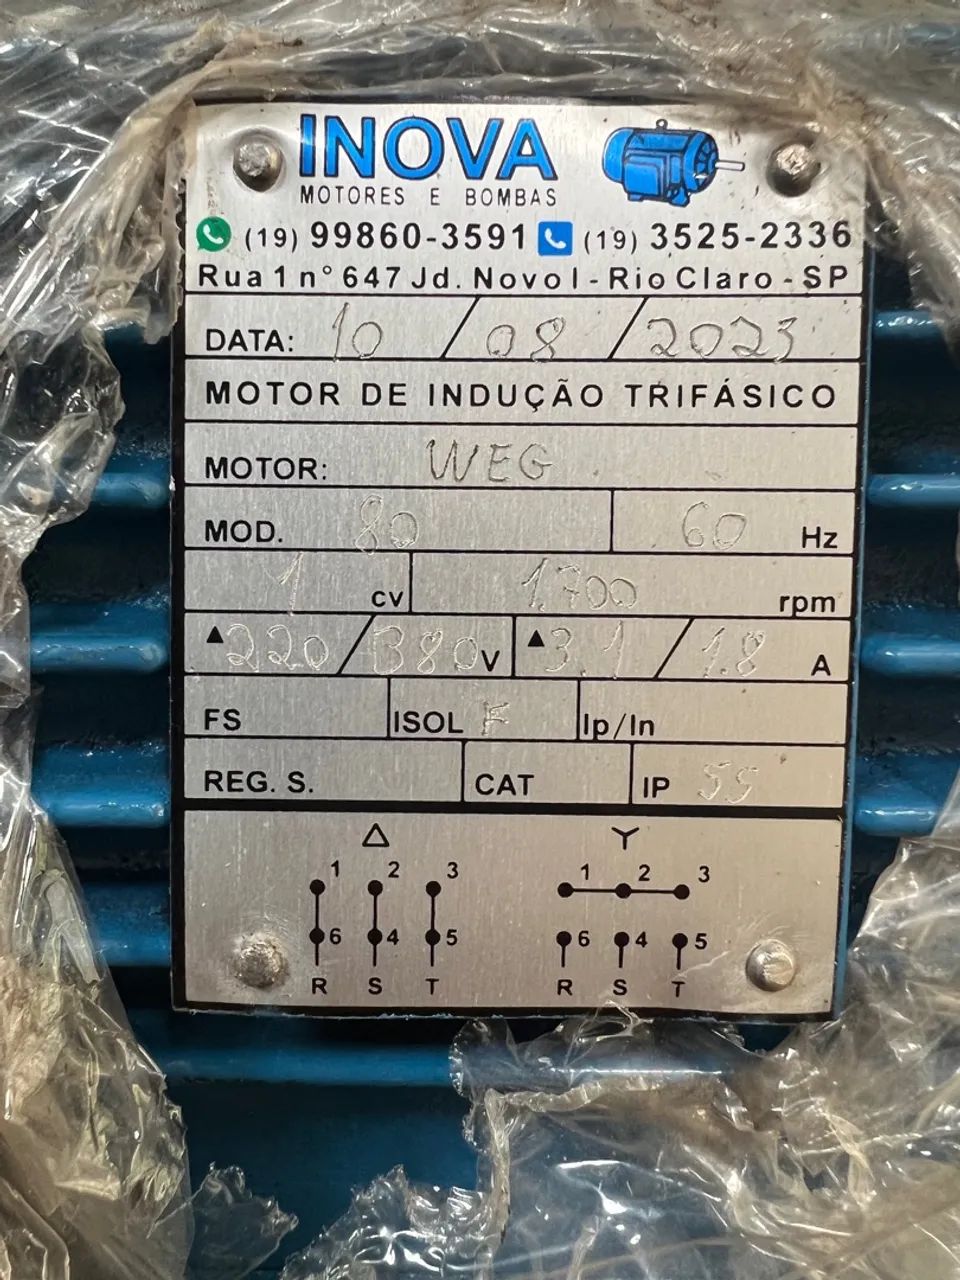 INOVA
MOTORES E BOMBAS
(19) 99860-3591 (19) 3525-2336
Rua 1 n° 647 Jd. Novo I - Rio Claro - SP
DATA: 10 / 08 / 2023
MOTOR DE INDUÇÃO TRIFÁSICO
MOTOR: WEG
MOD. 80 60 Hz
1 cv 1.700 rpm
▲220 / 380 V ▲3.1 / 1.8 A
FS ISOL F Ip/In
REG. S. CAT IP 55
△ Y
1 2 3 1 2 3
6 4 5 6 4 5
R S T R S T